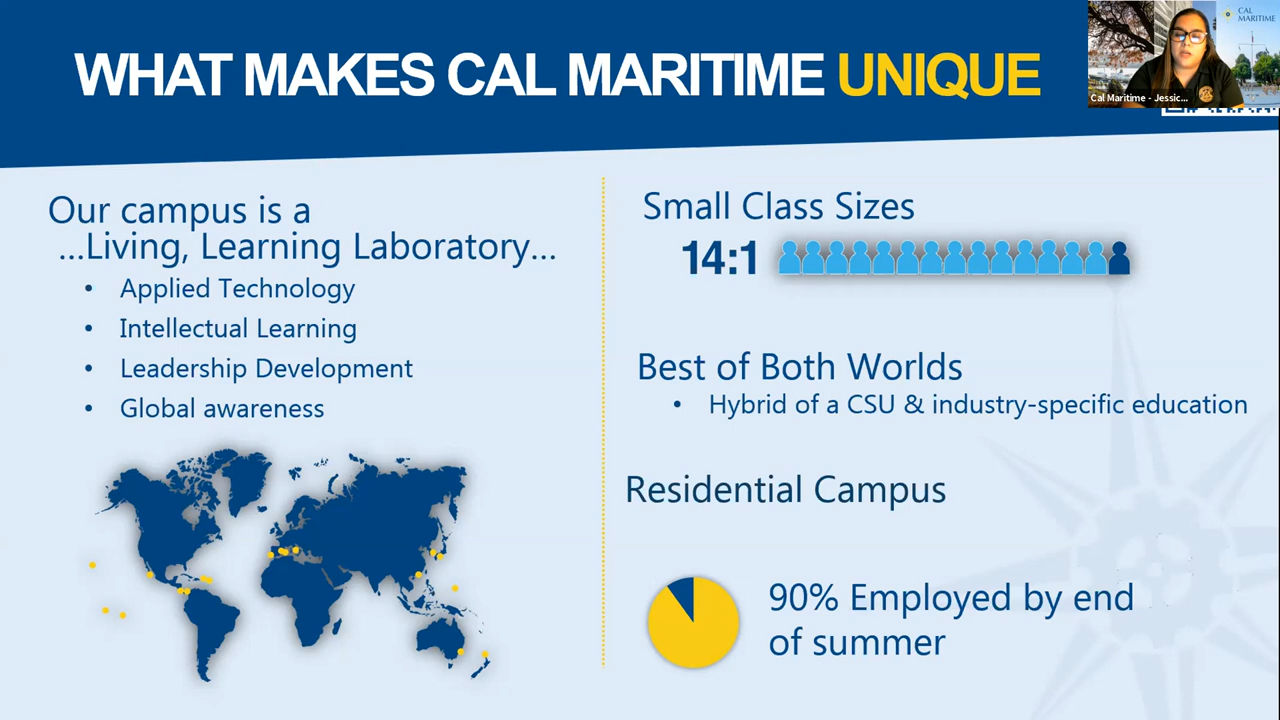 WHAT MAKES CAL MARITIME UNIQUE
CAL
MARITIME
Cal Maritime - Jessic...
Our campus is a
...Living, Learning Laboratory...
• Applied Technology
• Intellectual Learning
• Leadership Development
• Global awareness
Small Class Sizes
14:1
Best of Both Worlds
• Hybrid of a CSU & industry-specific education
Residential Campus
90% Employed by end
of summer